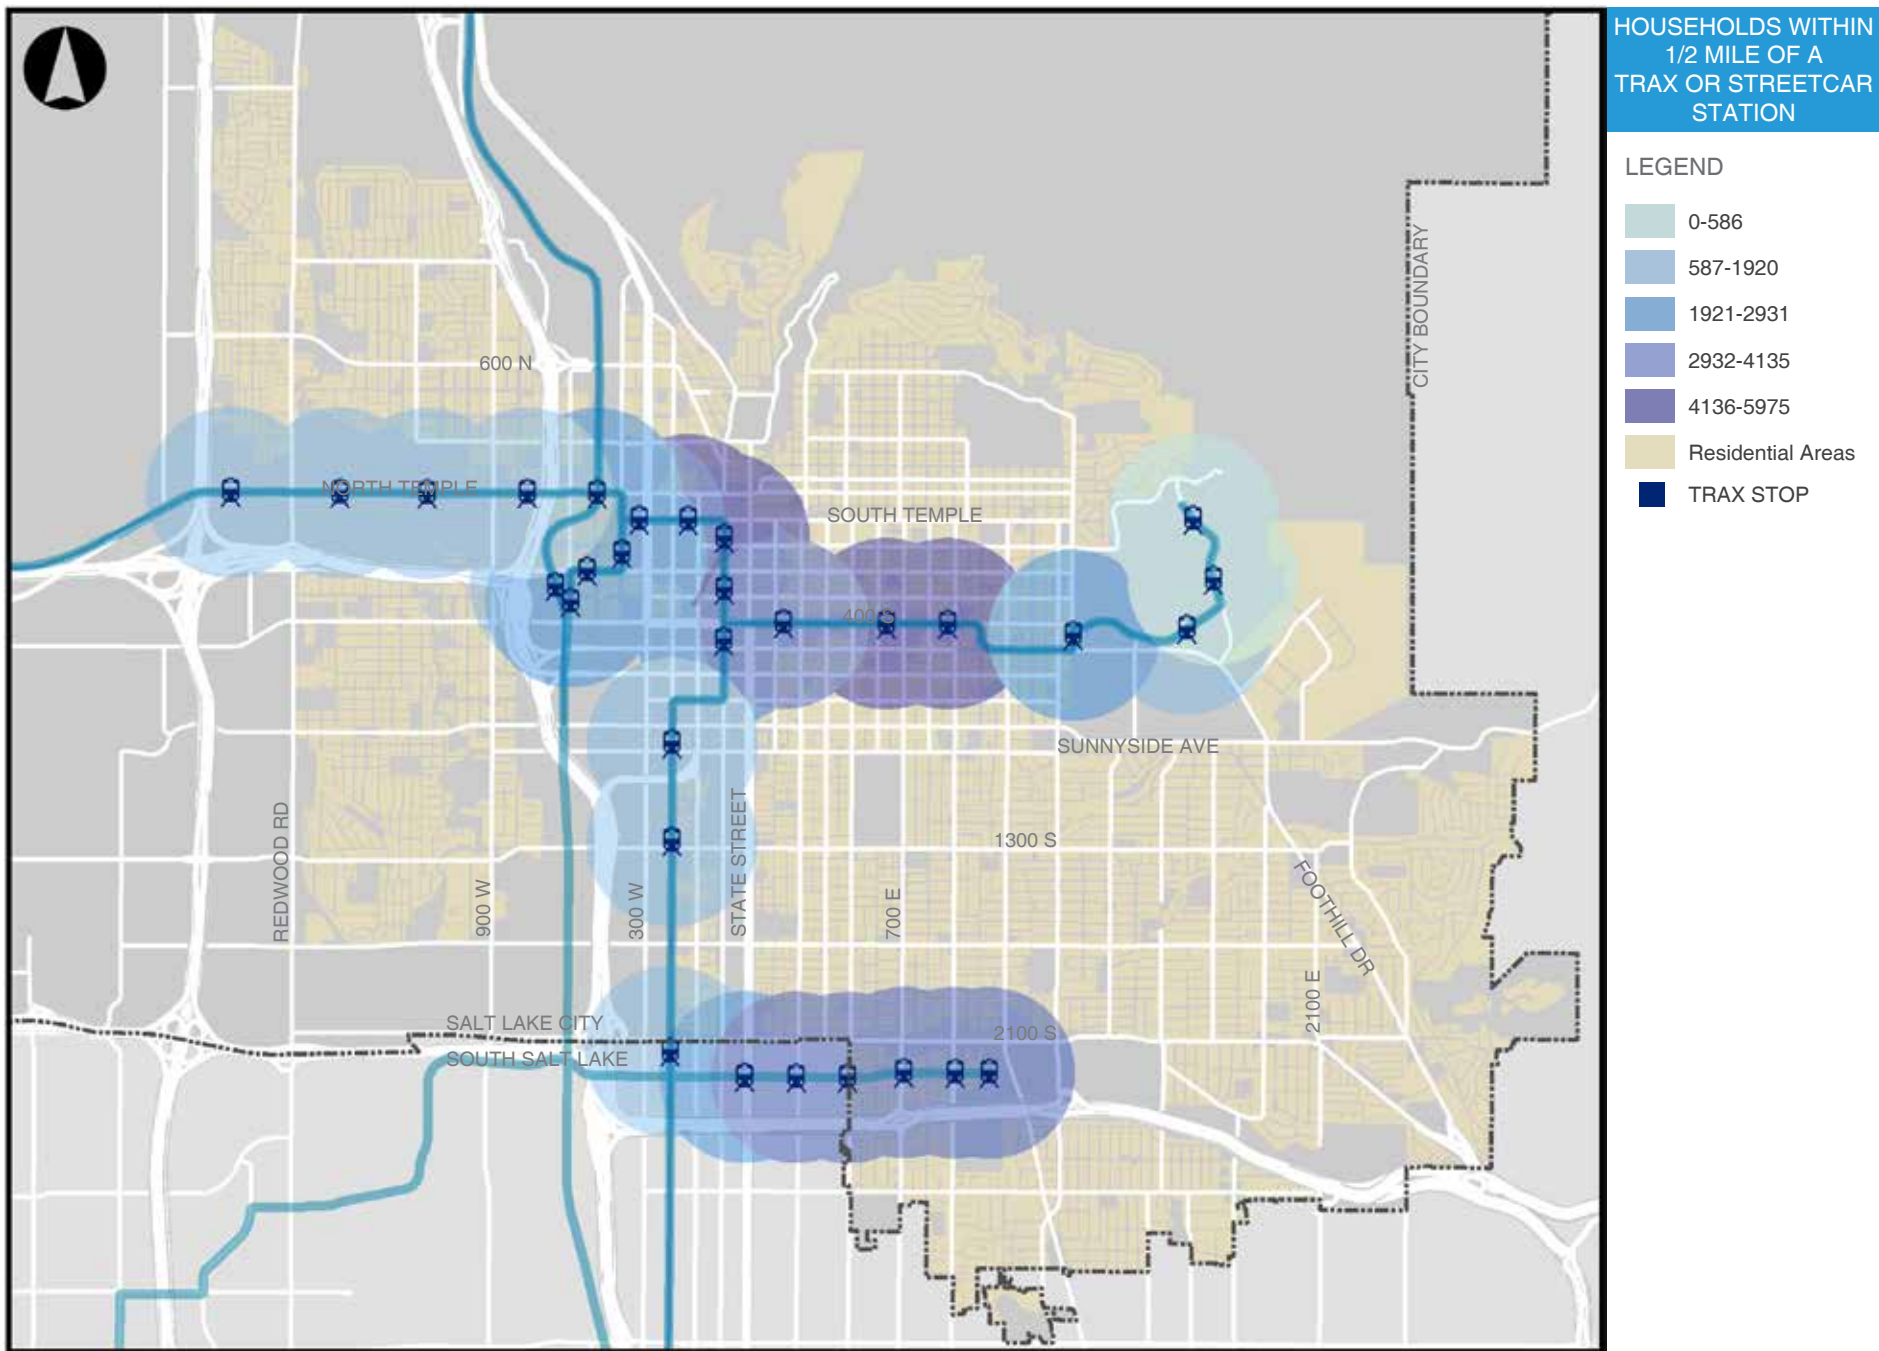 HOUSEHOLDS WITHIN
1/2 MILE OF A
TRAX OR STREETCAR
STATION
LEGEND
0-586
587-1920
1921-2931
2932-4135
4136-5975
Residential Areas
TRAX STOP
CITY BOUNDARY
600 N
NORTH TEMPLE
SOUTH TEMPLE
400 S
SUNNYSIDE AVE
REDWOOD RD
900 W
300 W
STATE STREET
700 E
1300 S
FOOTHILL DR
2100 E
SALT LAKE CITY
SOUTH SALT LAKE
2100 S